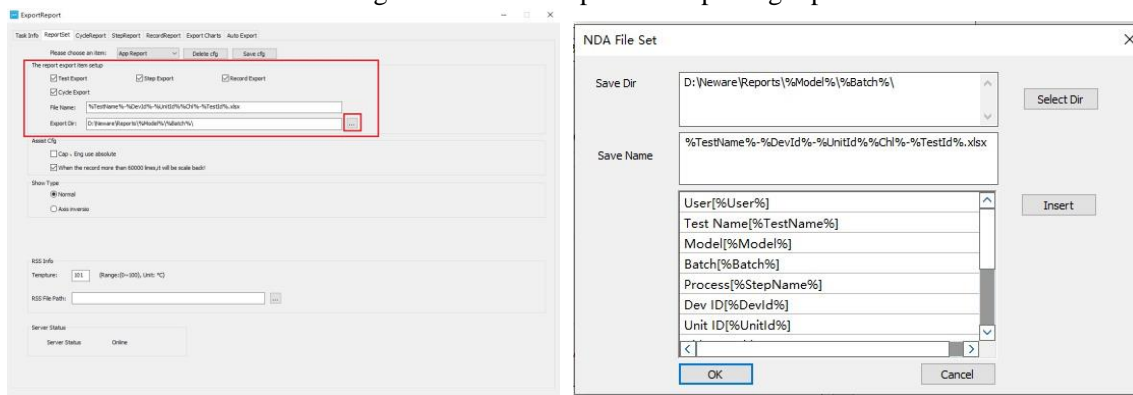 ExportReport
Task Info ReportSet CycleReport StepReport RecordReport Export Charts Auto Export
Please choose an item: App Report Delete cfg Save cfg
The report export item setup
Test Export Step Export Record Export
Cycle Export
File Name: %TestName%-%DevId%-%UnitId%%Chl%-%TestId%.xlsx
Export Dir: D:\Neware\Reports\%Model%\%Batch%\ ...
Asset Cfg
Cap、Eng use absolute
When the record more than 60000 lines,it will be scale back!
Show Type
Normal
Axis inversio
RSS Info
Tempture: 101 (Range:(0~100), Unit: ℃)
RSS File Path: ...
Server Status
Server Status Online
NDA File Set
Save Dir D:\Neware\Reports\%Model%\%Batch%\
Select Dir
Save Name %TestName%-%DevId%-%UnitId%%Chl%-%TestId%.xlsx
User[%User%]
Insert
Test Name[%TestName%]
Model[%Model%]
Batch[%Batch%]
Process[%StepName%]
Dev ID[%DevId%]
Unit ID[%UnitId%]
OK Cancel